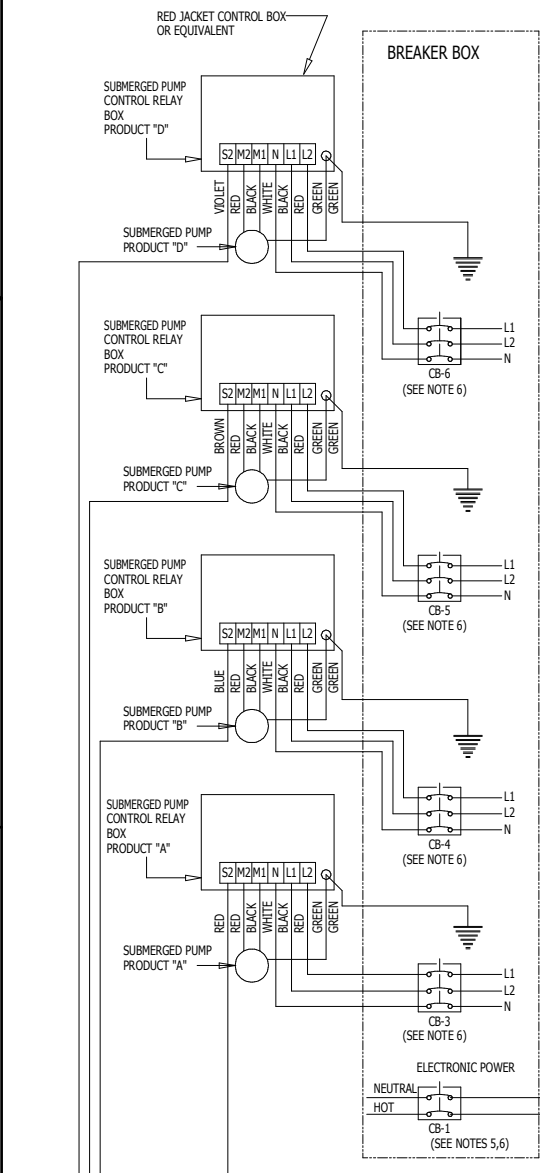 RED JACKET CONTROL BOX
OR EQUIVALENT
BREAKER BOX
SUBMERGED PUMP
CONTROL RELAY
BOX
PRODUCT "D"
S2 M2 M1 N L1 L2
VIOLET
RED
BLACK
WHITE
BLACK
RED
GREEN
GREEN
SUBMERGED PUMP
PRODUCT "D"
L1
L2
N
CB-6
(SEE NOTE 6)
SUBMERGED PUMP
CONTROL RELAY
BOX
PRODUCT "C"
S2 M2 M1 N L1 L2
BROWN
RED
BLACK
WHITE
BLACK
RED
GREEN
GREEN
SUBMERGED PUMP
PRODUCT "C"
L1
L2
N
CB-5
(SEE NOTE 6)
SUBMERGED PUMP
CONTROL RELAY
BOX
PRODUCT "B"
S2 M2 M1 N L1 L2
BLUE
RED
BLACK
WHITE
BLACK
RED
GREEN
GREEN
SUBMERGED PUMP
PRODUCT "B"
L1
L2
N
CB-4
(SEE NOTE 6)
SUBMERGED PUMP
CONTROL RELAY
BOX
PRODUCT "A"
S2 M2 M1 N L1 L2
RED
RED
BLACK
WHITE
BLACK
RED
GREEN
GREEN
SUBMERGED PUMP
PRODUCT "A"
L1
L2
N
CB-3
(SEE NOTE 6)
ELECTRONIC POWER
NEUTRAL
HOT
CB-1
(SEE NOTES 5,6)